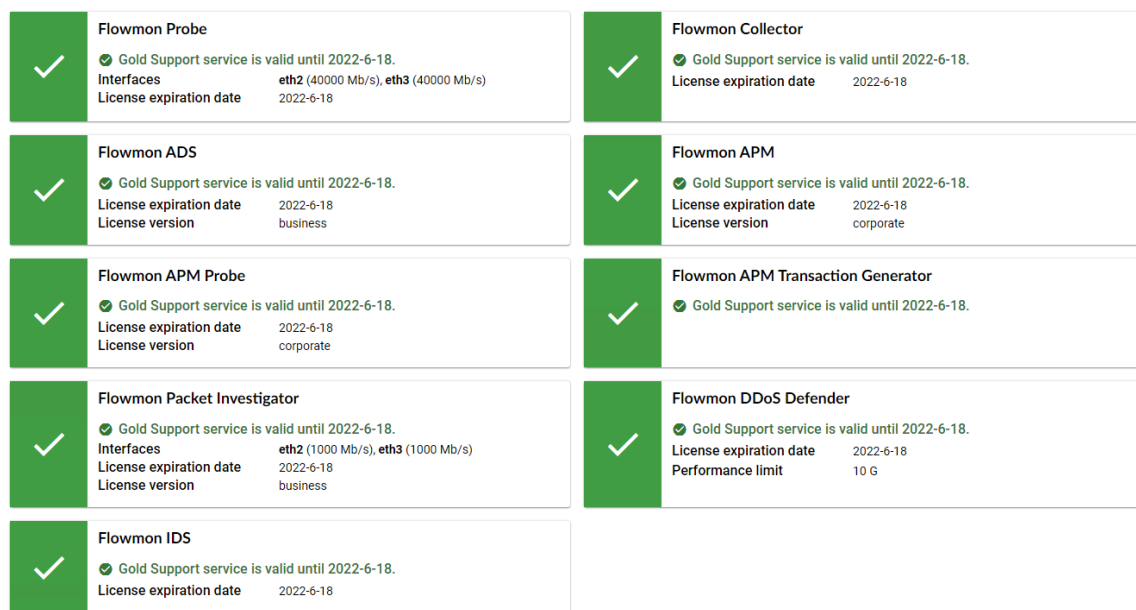 Flowmon Probe
Gold Support service is valid until 2022-6-18.
Interfaces eth2 (40000 Mb/s), eth3 (40000 Mb/s)
License expiration date 2022-6-18
Flowmon Collector
Gold Support service is valid until 2022-6-18.
License expiration date 2022-6-18
Flowmon ADS
Gold Support service is valid until 2022-6-18.
License expiration date 2022-6-18
License version business
Flowmon APM
Gold Support service is valid until 2022-6-18.
License expiration date 2022-6-18
License version corporate
Flowmon APM Probe
Gold Support service is valid until 2022-6-18.
License expiration date 2022-6-18
License version corporate
Flowmon APM Transaction Generator
Gold Support service is valid until 2022-6-18.
Flowmon Packet Investigator
Gold Support service is valid until 2022-6-18.
Interfaces eth2 (1000 Mb/s), eth3 (1000 Mb/s)
License expiration date 2022-6-18
License version business
Flowmon DDoS Defender
Gold Support service is valid until 2022-6-18.
License expiration date 2022-6-18
Performance limit 10 G
Flowmon IDS
Gold Support service is valid until 2022-6-18.
License expiration date 2022-6-18